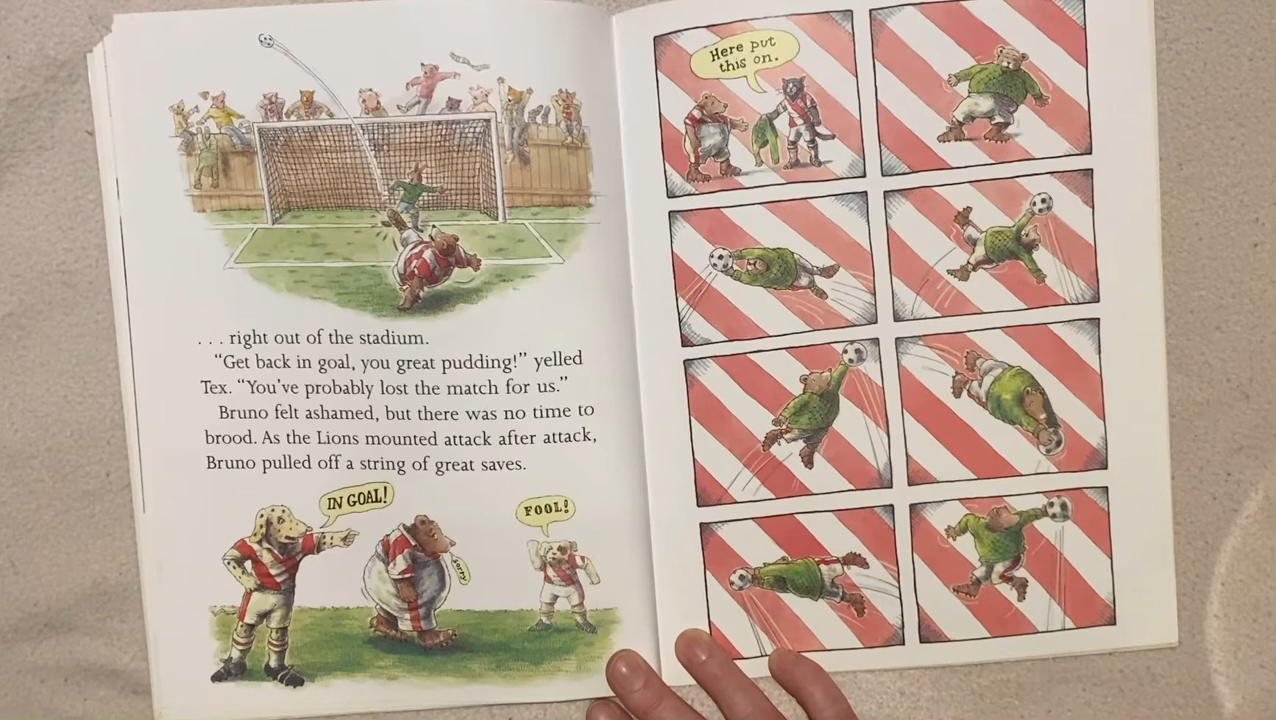 . . . right out of the stadium.
“Get back in goal, you great pudding!” yelled
Tex. “You’ve probably lost the match for us.”
Bruno felt ashamed, but there was no time to
brood. As the Lions mounted attack after attack,
Bruno pulled off a string of great saves.
IN GOAL!
sorry
FOOL!
Here put
this on.